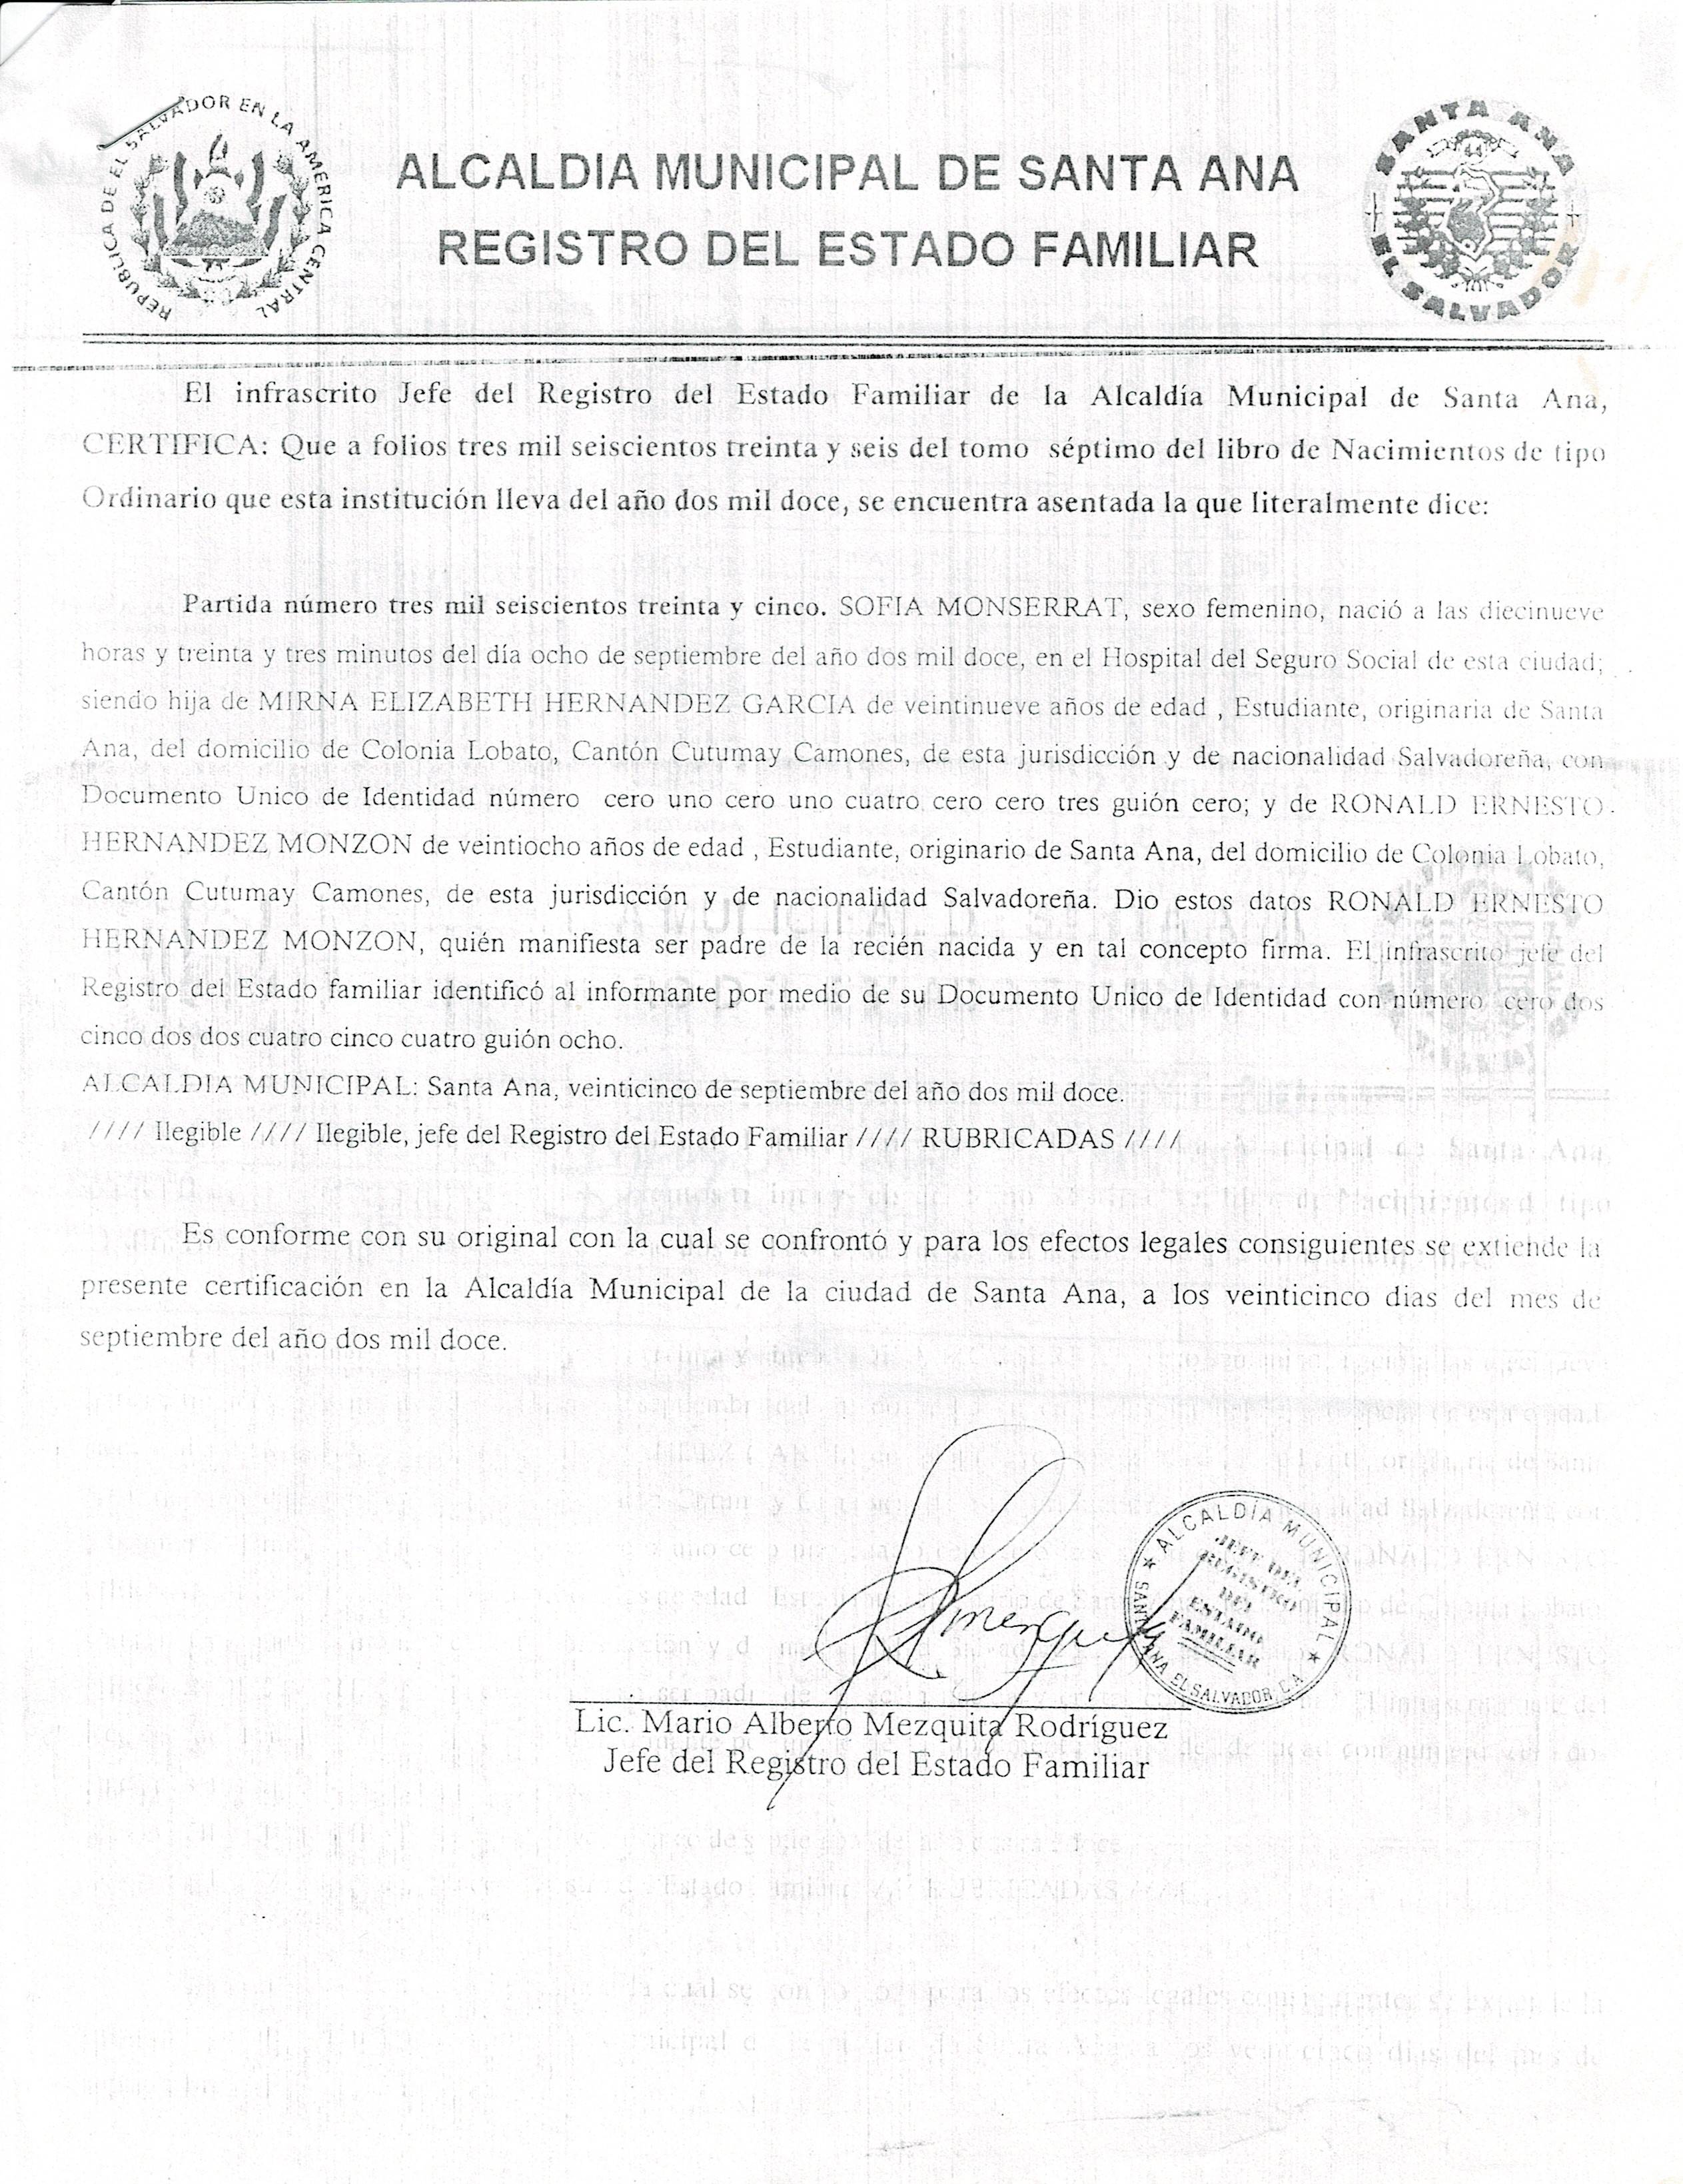 REPUBLICA DE EL SALVADOR EN LA AMERICA CENTRAL
ALCALDIA MUNICIPAL DE SANTA ANA
REGISTRO DEL ESTADO FAMILIAR
SANTA ANA
EL SALVADOR
El infrascrito Jefe del Registro del Estado Familiar de la Alcaldía Municipal de Santa Ana,
CERTIFICA: Que a folios tres mil seiscientos treinta y seis del tomo séptimo del libro de Nacimientos de tipo
Ordinario que esta institución lleva del año dos mil doce, se encuentra asentada la que literalmente dice:
Partida número tres mil seiscientos treinta y cinco. SOFIA MONSERRAT, sexo femenino, nació a las diecinueve
horas y treinta y tres minutos del día ocho de septiembre del año dos mil doce, en el Hospital del Seguro Social de esta ciudad;
siendo hija de MIRNA ELIZABETH HERNANDEZ GARCIA de veintinueve años de edad , Estudiante, originaria de Santa
Ana, del domicilio de Colonia Lobato, Cantón Cutumay Camones, de esta jurisdicción y de nacionalidad Salvadoreña, con
Documento Unico de Identidad número cero uno cero uno cuatro cero cero tres guión cero; y de RONALD ERNESTO
HERNANDEZ MONZON de veintiocho años de edad , Estudiante, originario de Santa Ana, del domicilio de Colonia Lobato,
Cantón Cutumay Camones, de esta jurisdicción y de nacionalidad Salvadoreña. Dio estos datos RONALD ERNESTO
HERNANDEZ MONZON, quién manifiesta ser padre de la recién nacida y en tal concepto firma. El infrascrito jefe del
Registro del Estado familiar identificó al informante por medio de su Documento Unico de Identidad con número cero dos
cinco dos dos cuatro cinco cuatro guión ocho.
ALCALDIA MUNICIPAL: Santa Ana, veinticinco de septiembre del año dos mil doce.
//// Ilegible //// Ilegible, jefe del Registro del Estado Familiar //// RUBRICADAS ////
Es conforme con su original con la cual se confrontó y para los efectos legales consiguientes se extiende la
presente certificación en la Alcaldía Municipal de la ciudad de Santa Ana, a los veinticinco dias del mes de
septiembre del año dos mil doce.
ALCALDÍA MUNICIPAL
JEFE DEL
REGISTRO
DEL
ESTADO
FAMILIAR
SANTA ANA EL SALVADOR, C.A.
Lic. Mario Alberto Mezquita Rodríguez
Jefe del Registro del Estado Familiar